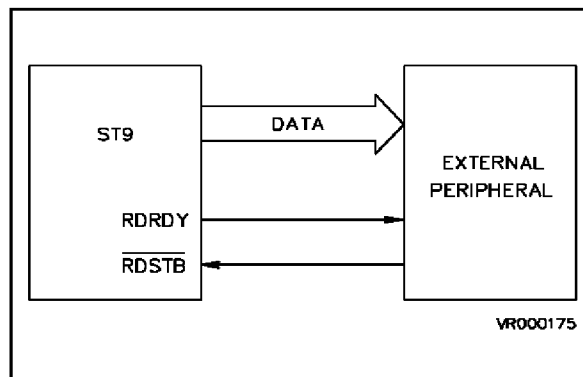 ST9
DATA
EXTERNAL
PERIPHERAL
RDRDY
RDSTB
VR000175